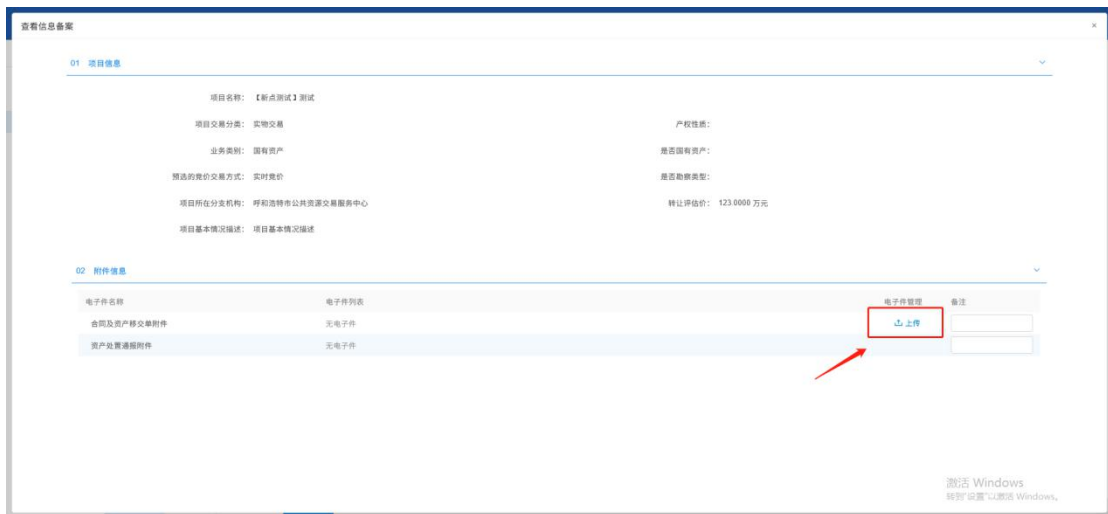 查看信息备案 ×
01 项目信息
项目名称： 【新点测试】测试
项目交易分类： 实物交易 产权性质：
业务类别： 国有资产 是否国有资产：
预选的竞价交易方式： 实时竞价 是否勘察类型：
项目所在分支机构： 呼和浩特市公共资源交易服务中心 转让评估价： 123.0000 万元
项目基本情况描述： 项目基本情况描述
02 附件信息
电子件名称 电子件列表 电子件管理 备注
合同及资产移交单附件 无电子件 上传
资产处置通报附件 无电子件
激活 Windows
转到"设置"以激活 Windows。